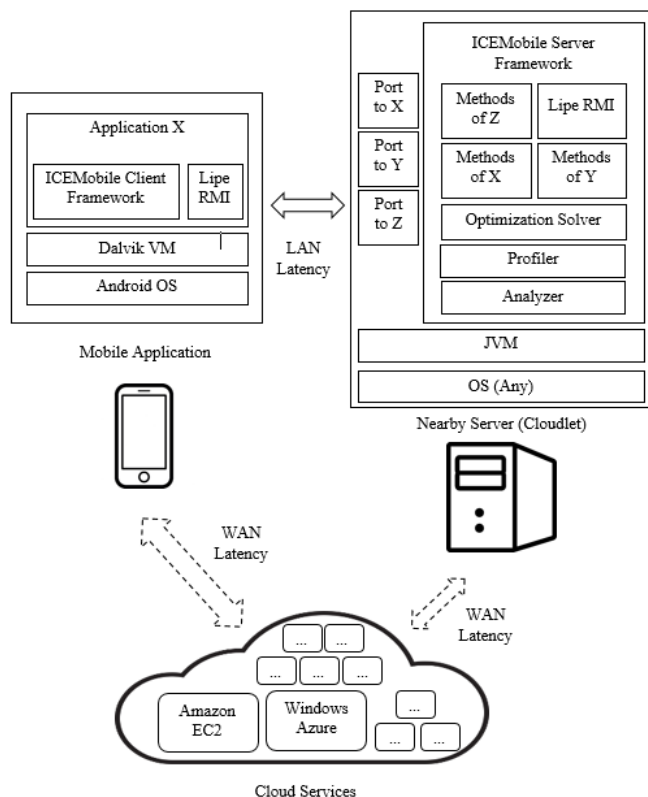 Application X
ICEMobile Client
Framework
Lipe
RMI
Dalvik VM
Android OS
Mobile Application
LAN
Latency
ICEMobile Server
Framework
Port
to X
Port
to Y
Port
to Z
Methods
of Z
Lipe RMI
Methods
of X
Methods
of Y
Optimization Solver
Profiler
Analyzer
JVM
OS (Any)
Nearby Server (Cloudlet)
WAN
Latency
WAN
Latency
...
...
...
...
...
Amazon
EC2
Windows
Azure
...
...
...
Cloud Services